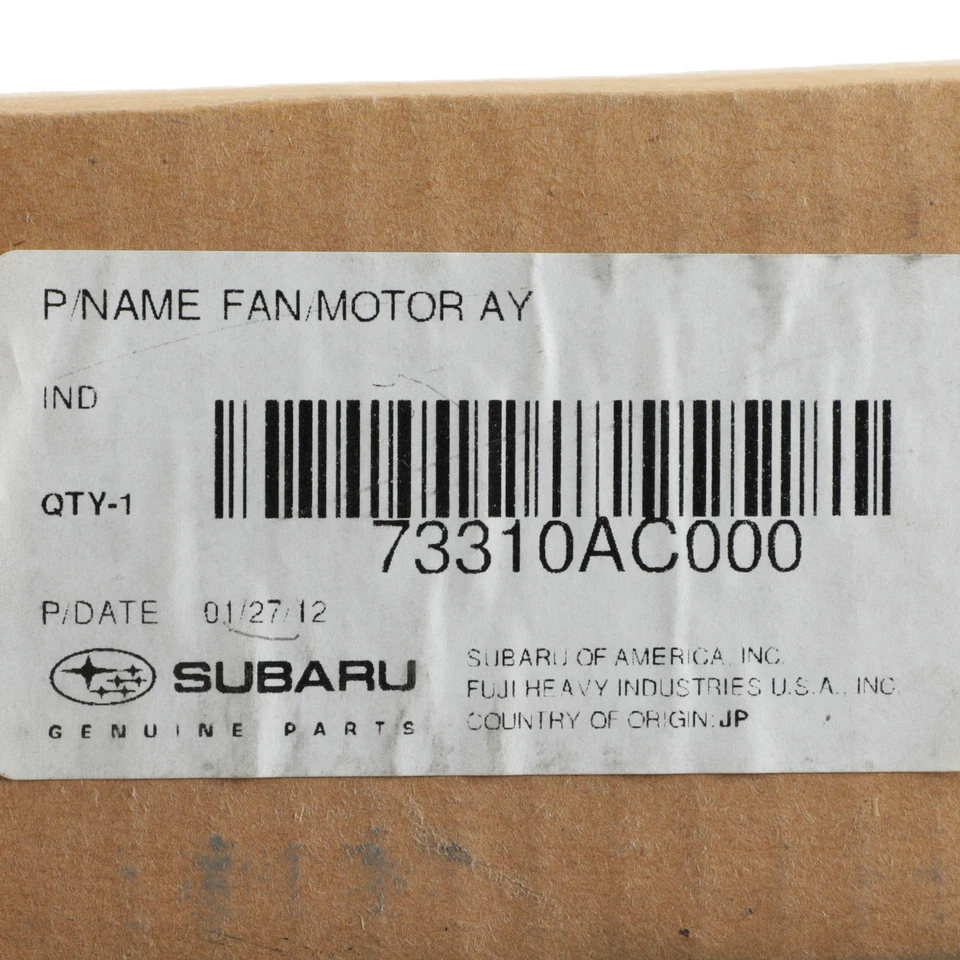 P/NAME FAN/MOTOR AY
IND
QTY-1
73310AC000
P/DATE 01/27/12
SUBARU
GENUINE PARTS
SUBARU OF AMERICA, INC.
FUJI HEAVY INDUSTRIES U.S.A., INC.
COUNTRY OF ORIGIN:JP